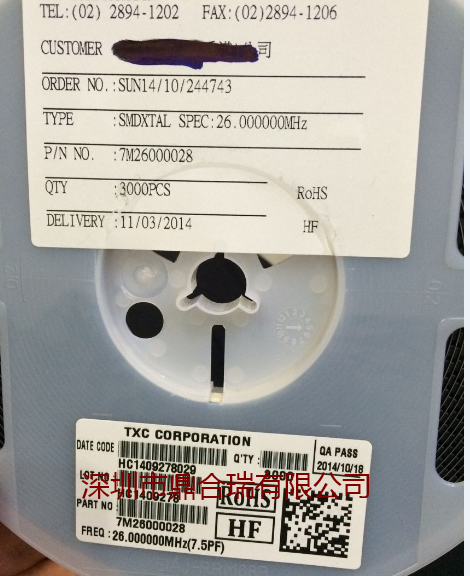 TEL:(02) 2894-1202 FAX:(02)2894-1206
CUSTOMER 公司
ORDER NO.:SUN14/10/244743
TYPE :SMDXTAL SPEC:26.000000MHz
P/N NO. :7M26000028
QTY :3000PCS RoHS
DELIVERY :11/03/2014 HF
TXC CORPORATION
DATE CODE Q'TY: QA PASS
HC1409278029 3000 2014/10/18
LOT NO.
深圳市鼎合瑞有限公司
RoHS
PART NO:
7M26000028 HF
FREQ:26.000000MHz(7.5PF)